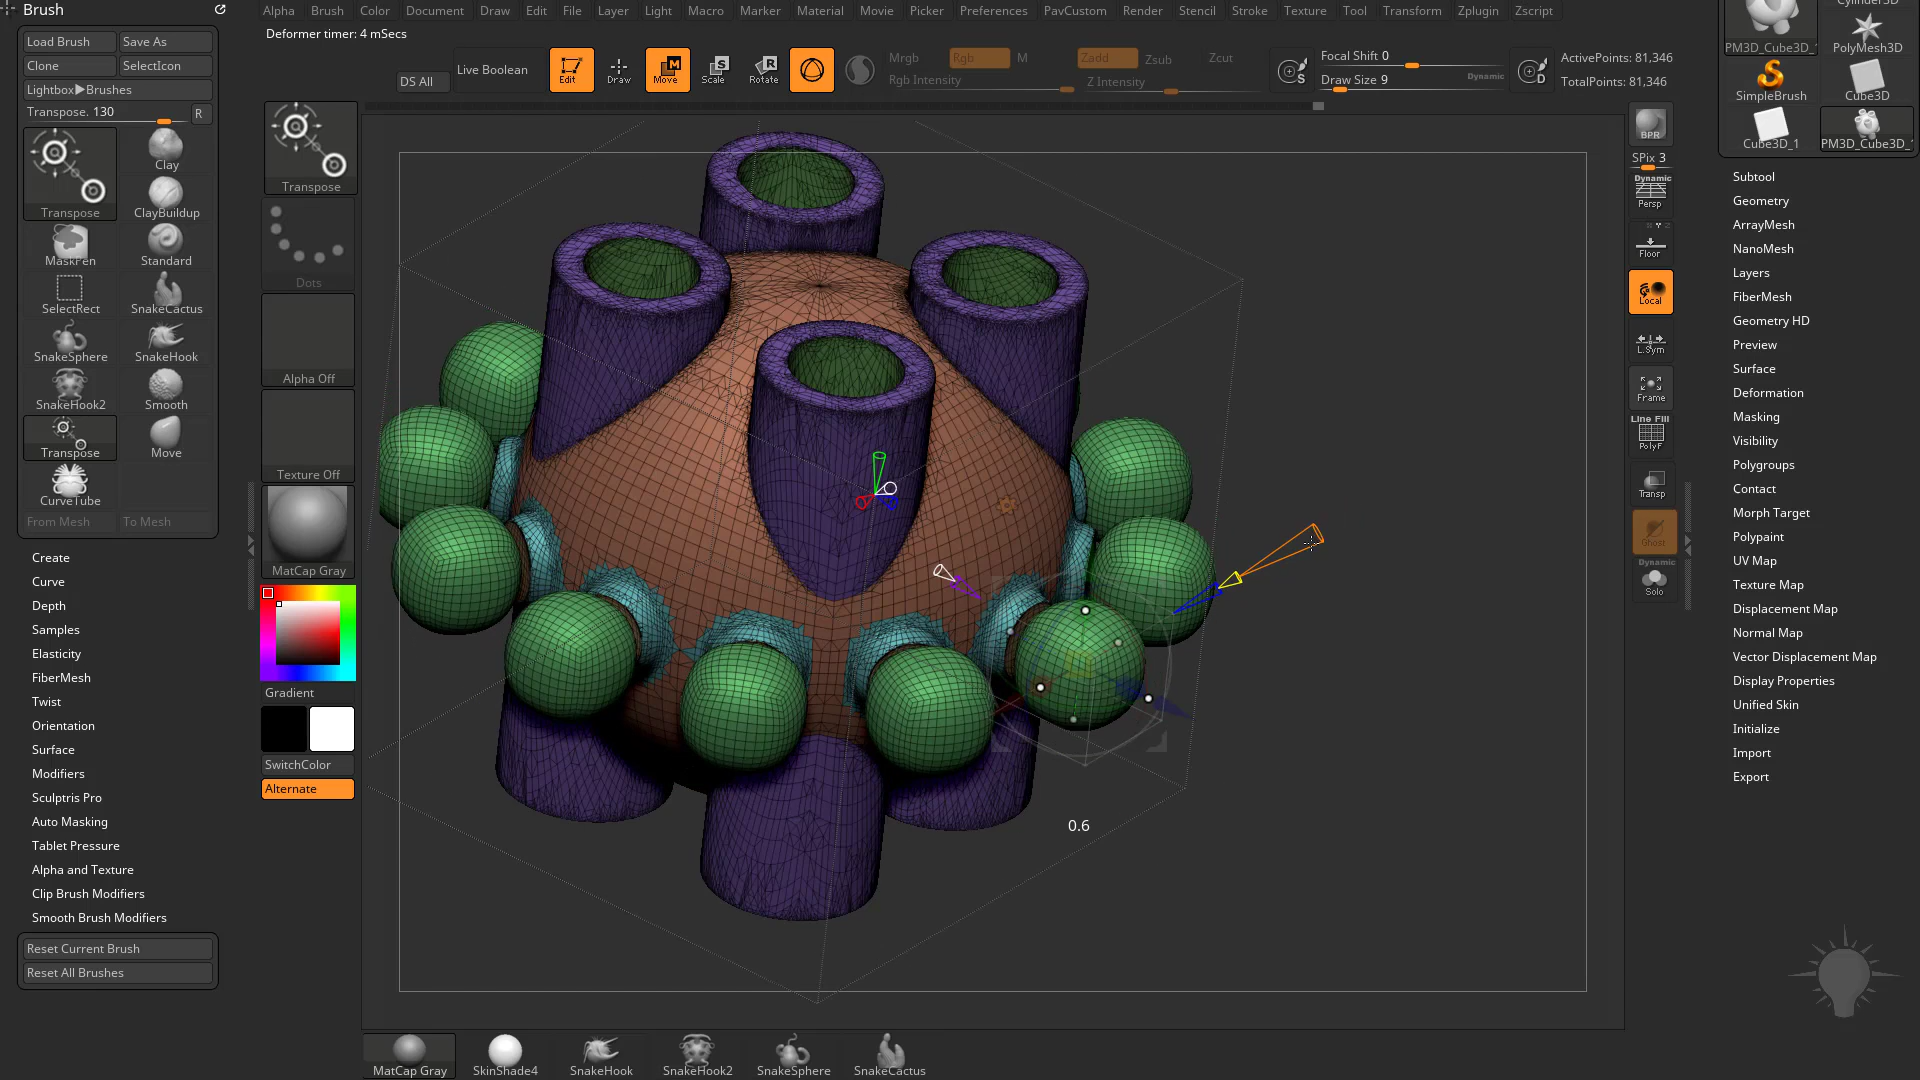 Brush
Load Brush
Save As
Clone
SelectIcon
Lightbox▶Brushes
Transpose. 130
R
Transpose
Clay
ClayBuildup
MaskPen
Standard
SelectRect
SnakeCactus
SnakeSphere
SnakeHook
SnakeHook2
Smooth
Transpose
Move
CurveTube
From Mesh
To Mesh
Create
Curve
Depth
Samples
Elasticity
FiberMesh
Twist
Orientation
Surface
Modifiers
Sculptris Pro
Auto Masking
Tablet Pressure
Alpha and Texture
Clip Brush Modifiers
Smooth Brush Modifiers
Reset Current Brush
Reset All Brushes
Alpha Brush Color Document Draw Edit File Layer Light Macro Marker Material Movie Picker Preferences PavCustom Render Stencil Stroke Texture Tool Transform Zplugin Zscript
Deformer timer: 4 mSecs
DS All
Live Boolean
Edit
Draw
M
Move
S
Scale
R
Rotate
Mrgb
Rgb
M
Rgb Intensity
Zadd
Zsub
Zcut
Z Intensity
S
Focal Shift 0
Draw Size 9
Dynamic
D
ActivePoints: 81,346
TotalPoints: 81,346
Transpose
Dots
Alpha Off
Texture Off
MatCap Gray
Gradient
SwitchColor
Alternate
0.6
MatCap Gray
SkinShade4
SnakeHook
SnakeHook2
SnakeSphere
SnakeCactus
BPR
SPix 3
Dynamic
Persp
Floor
Local
L.Sym
Frame
Line Fill
PolyF
Transp
Ghost
Dynamic
Solo
Cylinder3D
PM3D_Cube3D_1
PolyMesh3D
SimpleBrush
Cube3D
Cube3D_1
PM3D_Cube3D_1
Subtool
Geometry
ArrayMesh
NanoMesh
Layers
FiberMesh
Geometry HD
Preview
Surface
Deformation
Masking
Visibility
Polygroups
Contact
Morph Target
Polypaint
UV Map
Texture Map
Displacement Map
Normal Map
Vector Displacement Map
Display Properties
Unified Skin
Initialize
Import
Export